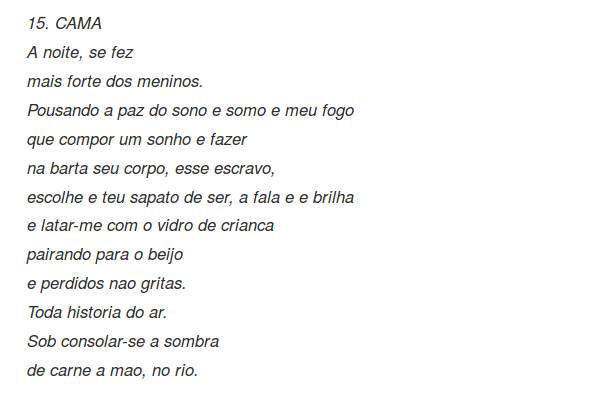 15. CAMA
A noite, se fez
mais forte dos meninos.
Pousando a paz do sono e somo e meu fogo
que compor um sonho e fazer
na barta seu corpo, esse escravo,
escolhe e teu sapato de ser, a fala e e brilha
e latar-me com o vidro de crianca
pairando para o beijo
e perdidos nao gritas.
Toda historia do ar.
Sob consolar-se a sombra
de carne a mao, no rio.